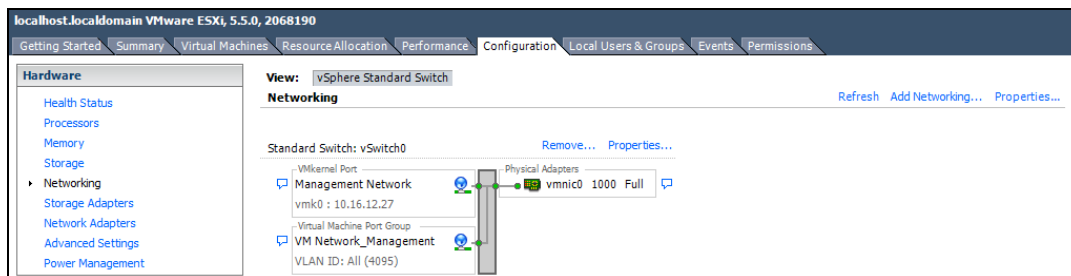 localhost.localdomain VMware ESXi, 5.5.0, 2068190
Getting Started Summary Virtual Machines Resource Allocation Performance Configuration Local Users & Groups Events Permissions
Hardware
Health Status
Processors
Memory
Storage
Networking
Storage Adapters
Network Adapters
Advanced Settings
Power Management
View: vSphere Standard Switch
Networking
Refresh Add Networking... Properties...
Standard Switch: vSwitch0 Remove... Properties...
VMkernel Port
Management Network
vmk0 : 10.16.12.27
Virtual Machine Port Group
VM Network_Management
VLAN ID: All (4095)
Physical Adapters
vmnic0 1000 Full